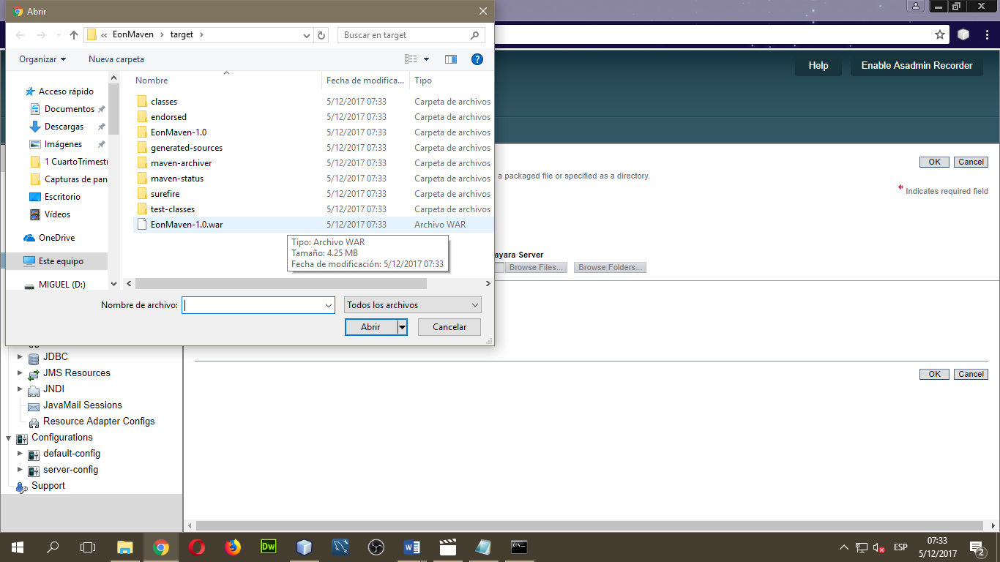 Abrir
« EonMaven › target ›
Buscar en target
Organizar
Nueva carpeta
Acceso rápido
Documentos
Descargas
Imágenes
1 CuartoTrimest
Capturas de pan
Escritorio
Vídeos
OneDrive
Este equipo
MIGUEL (D:)
Nombre Fecha de modifica... Tipo
classes 5/12/2017 07:33 Carpeta de archivos
endorsed 5/12/2017 07:33 Carpeta de archivos
EonMaven-1.0 5/12/2017 07:33 Carpeta de archivos
generated-sources 5/12/2017 07:33 Carpeta de archivos
maven-archiver 5/12/2017 07:33 Carpeta de archivos
maven-status 5/12/2017 07:33 Carpeta de archivos
surefire 5/12/2017 07:33 Carpeta de archivos
test-classes 5/12/2017 07:33 Carpeta de archivos
EonMaven-1.0.war 5/12/2017 07:33 Archivo WAR
Tipo: Archivo WAR
Tamaño: 4.25 MB
Fecha de modificación: 5/12/2017 07:33
Nombre de archivo:
Todos los archivos
Abrir
Cancelar
Help
Enable Asadmin Recorder
OK Cancel
a packaged file or specified as a directory.
* Indicates required field
ayara Server
Browse Files... Browse Folders...
OK Cancel
JDBC
JMS Resources
JNDI
JavaMail Sessions
Resource Adapter Configs
Configurations
default-config
server-config
Support
Dw
ESP
07:33
5/12/2017
2